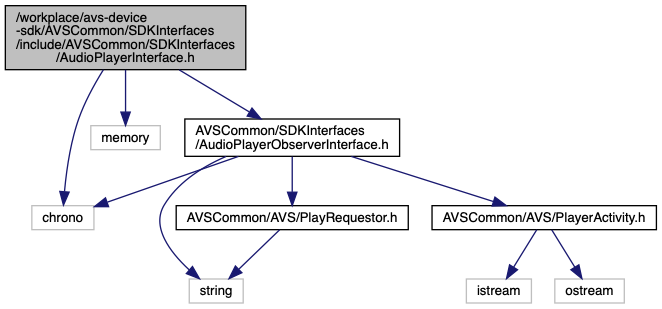 /workplace/avs-device
-sdk/AVSCommon/SDKInterfaces
/include/AVSCommon/SDKInterfaces
/AudioPlayerInterface.h
memory
AVSCommon/SDKInterfaces
/AudioPlayerObserverInterface.h
chrono
AVSCommon/AVS/PlayRequestor.h
AVSCommon/AVS/PlayerActivity.h
string
istream
ostream